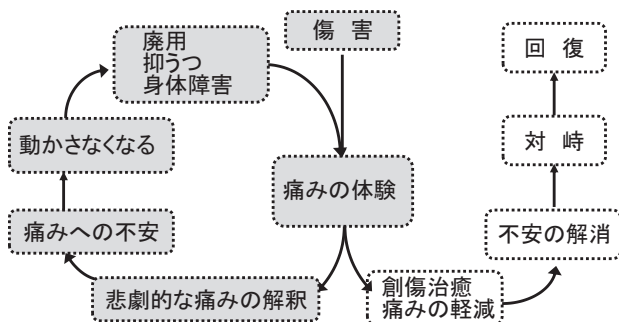 廃用
抑うつ
身体障害
傷 害
回 復
動かさなくなる
対 峙
痛みの体験
痛みへの不安
不安の解消
悲劇的な痛みの解釈
創傷治癒
痛みの軽減